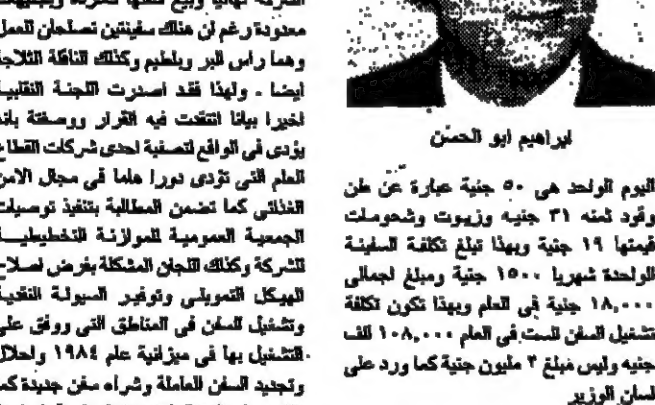 ابراهيم ابو الحسن
اليوم الواحد هى ٥٠ جنية عبارة عن طن
وقود ثمنه ٣١ جنيه وزيوت وشحومات
قيمتها ١٩ جنية وبهذا تبلغ تكلفة السفينة
الواحدة شهريا ١٥٠٠ جنية ومبلغ اجمالى
١٨,٠٠٠ جنية فى العام وبهذا تكون تكلفة
تشغيل السفن الست فى العام ١٠٨,٠٠٠ الف
جنيه وليس مبلغ ٣ مليون جنية كما ورد على
لسان الوزير
معدودة رغم ان هناك سفينتين تصلحان للعمل
وهما راس البر وبلطيم وكذلك الناقلة الثلاجة
ايضا . ولهذا فقد اصدرت اللجنة النقابية
اخيرا بيانا انتقدت فيه القرار ووصفتة بانه
يؤدى فى الواقع لتصفية احدى شركات القطاع
العام التى تؤدى دورا هاما فى مجال الامن
الغذائى كما تضمن المطالبة بتنفيذ توصيات
الجمعية العمومية للموازنة التخطيطية
للشركة وكذلك اللجان المشكلة بغرض اصلاح
الهيكل التمويلى وتوفير السيولة النقدية
وتشغيل السفن فى المناطق التى ووفق على
التشغيل بها فى ميزانية عام ١٩٨٤ واحلال
وتجديد السفن العاملة وشراء سفن جديدة كما